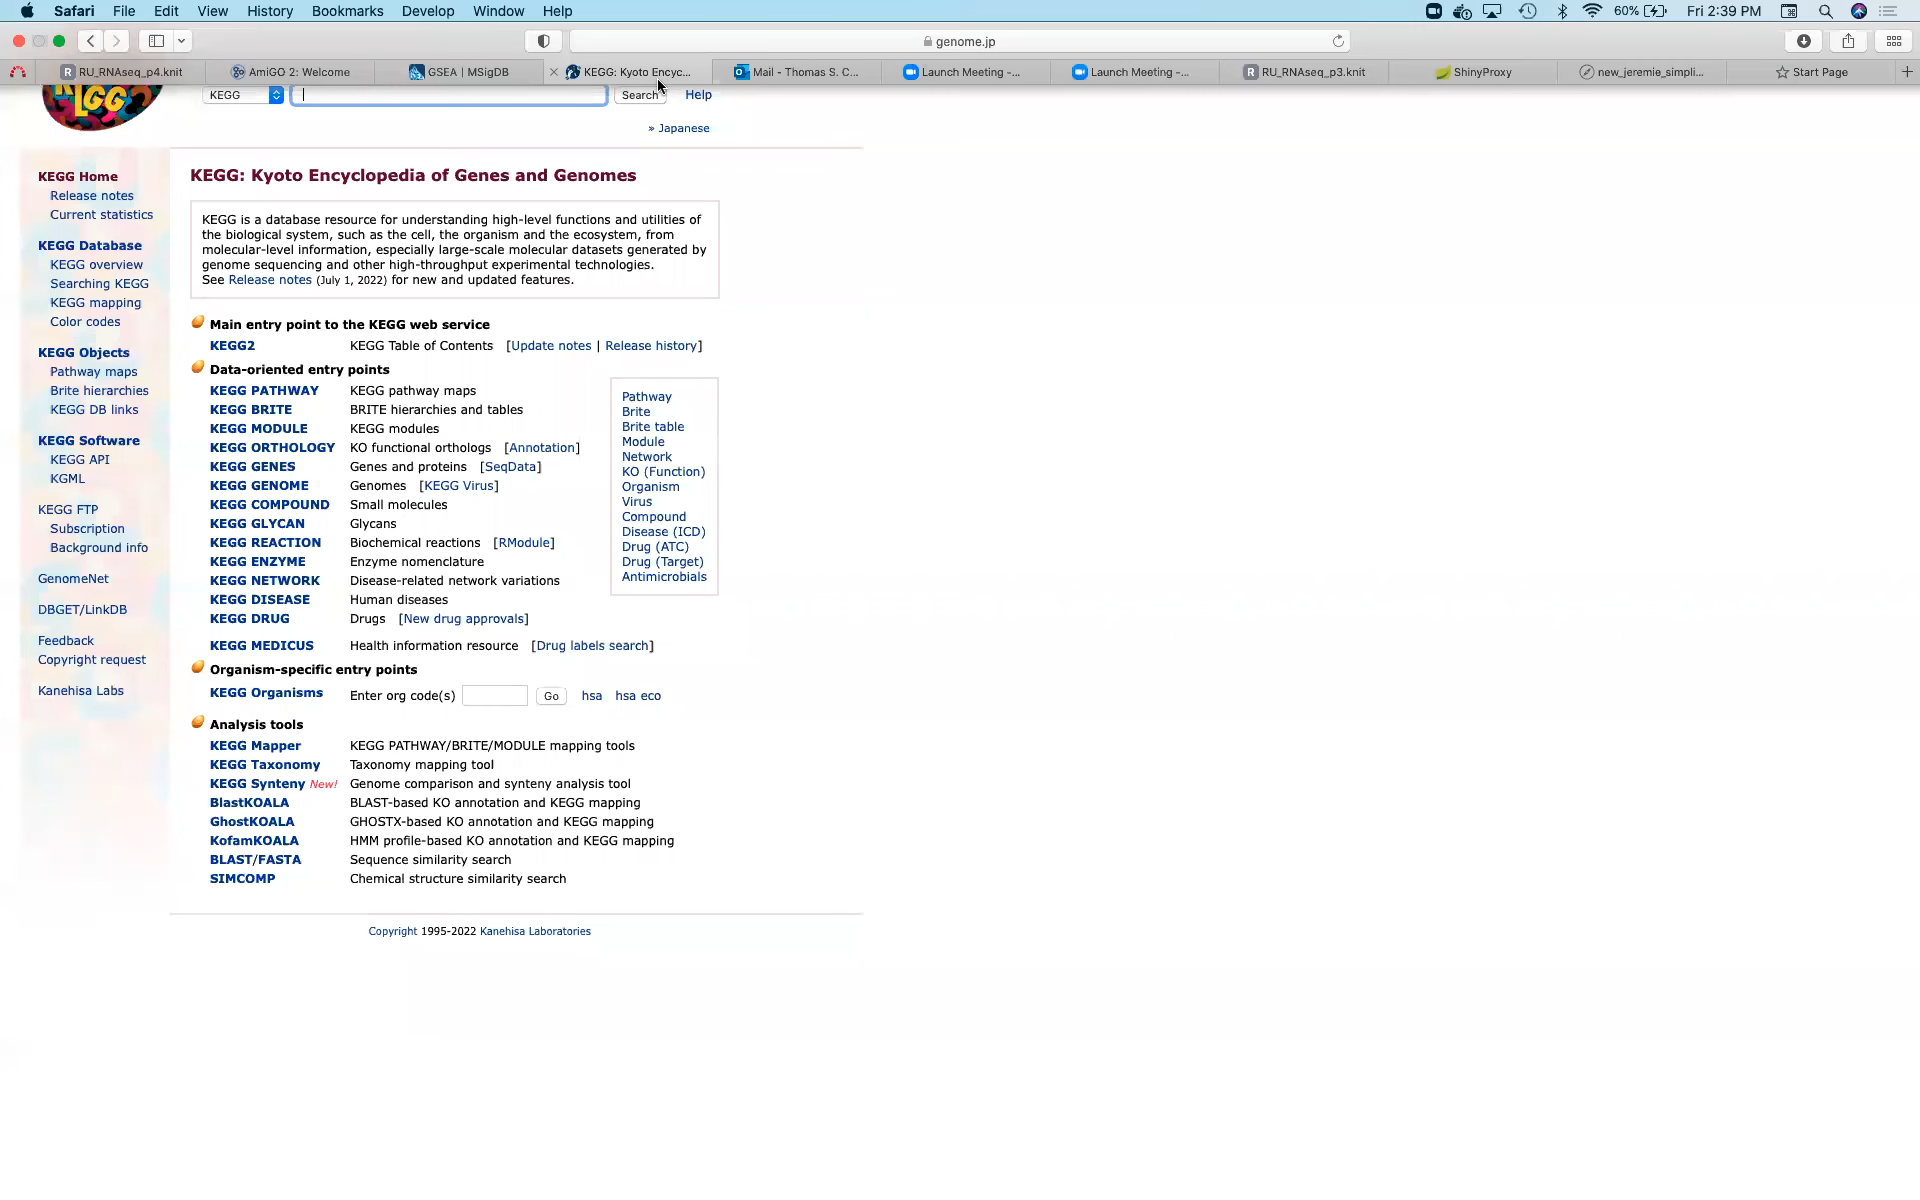 Safari File Edit View History Bookmarks Develop Window Help 60% Fri 2:39 PM
genome.jp
RU_RNAseq_p4.knit AmiGO 2: Welcome GSEA | MSigDB KEGG: Kyoto Encyc... Mail - Thomas S. C... Launch Meeting -... Launch Meeting -... RU_RNAseq_p3.knit ShinyProxy new_jeremie_simpli... Start Page
KEGG
KEGG Search Help
» Japanese
KEGG Home
Release notes
Current statistics
KEGG Database
KEGG overview
Searching KEGG
KEGG mapping
Color codes
KEGG Objects
Pathway maps
Brite hierarchies
KEGG DB links
KEGG Software
KEGG API
KGML
KEGG FTP
Subscription
Background info
GenomeNet
DBGET/LinkDB
Feedback
Copyright request
Kanehisa Labs
KEGG: Kyoto Encyclopedia of Genes and Genomes
KEGG is a database resource for understanding high-level functions and utilities of
the biological system, such as the cell, the organism and the ecosystem, from
molecular-level information, especially large-scale molecular datasets generated by
genome sequencing and other high-throughput experimental technologies.
See Release notes (July 1, 2022) for new and updated features.
Main entry point to the KEGG web service
KEGG2 KEGG Table of Contents [Update notes | Release history]
Data-oriented entry points
KEGG PATHWAY KEGG pathway maps
KEGG BRITE BRITE hierarchies and tables
KEGG MODULE KEGG modules
KEGG ORTHOLOGY KO functional orthologs [Annotation]
KEGG GENES Genes and proteins [SeqData]
KEGG GENOME Genomes [KEGG Virus]
KEGG COMPOUND Small molecules
KEGG GLYCAN Glycans
KEGG REACTION Biochemical reactions [RModule]
KEGG ENZYME Enzyme nomenclature
KEGG NETWORK Disease-related network variations
KEGG DISEASE Human diseases
KEGG DRUG Drugs [New drug approvals]
KEGG MEDICUS Health information resource [Drug labels search]
Pathway
Brite
Brite table
Module
Network
KO (Function)
Organism
Virus
Compound
Disease (ICD)
Drug (ATC)
Drug (Target)
Antimicrobials
Organism-specific entry points
KEGG Organisms Enter org code(s) Go hsa hsa eco
Analysis tools
KEGG Mapper KEGG PATHWAY/BRITE/MODULE mapping tools
KEGG Taxonomy Taxonomy mapping tool
KEGG Synteny New! Genome comparison and synteny analysis tool
BlastKOALA BLAST-based KO annotation and KEGG mapping
GhostKOALA GHOSTX-based KO annotation and KEGG mapping
KofamKOALA HMM profile-based KO annotation and KEGG mapping
BLAST/FASTA Sequence similarity search
SIMCOMP Chemical structure similarity search
Copyright 1995-2022 Kanehisa Laboratories